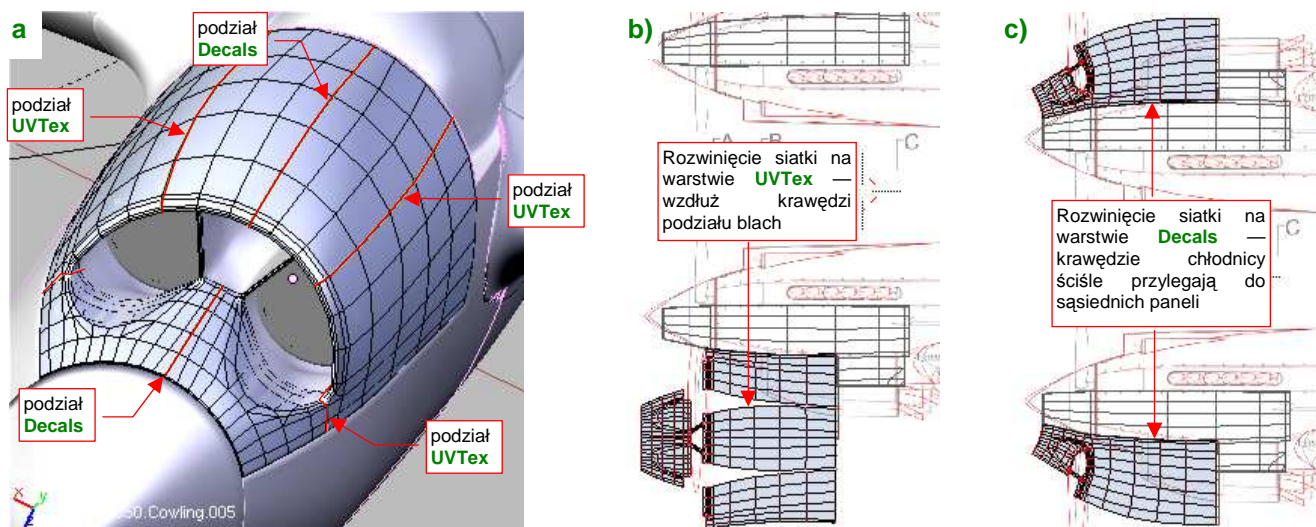 a
podział
Decals
podział
UVTex
podział
UVTex
podział
Decals
podział
UVTex
50.Cowling.005
x
y
b)
A
B
C
Rozwinięcie siatki na
warstwie UVTex —
wzdłuż krawędzi
podziału blach
c)
C
Rozwinięcie siatki na
warstwie Decals —
krawędzie chłodnicy
ściśle przylegają do
sąsiednich paneli